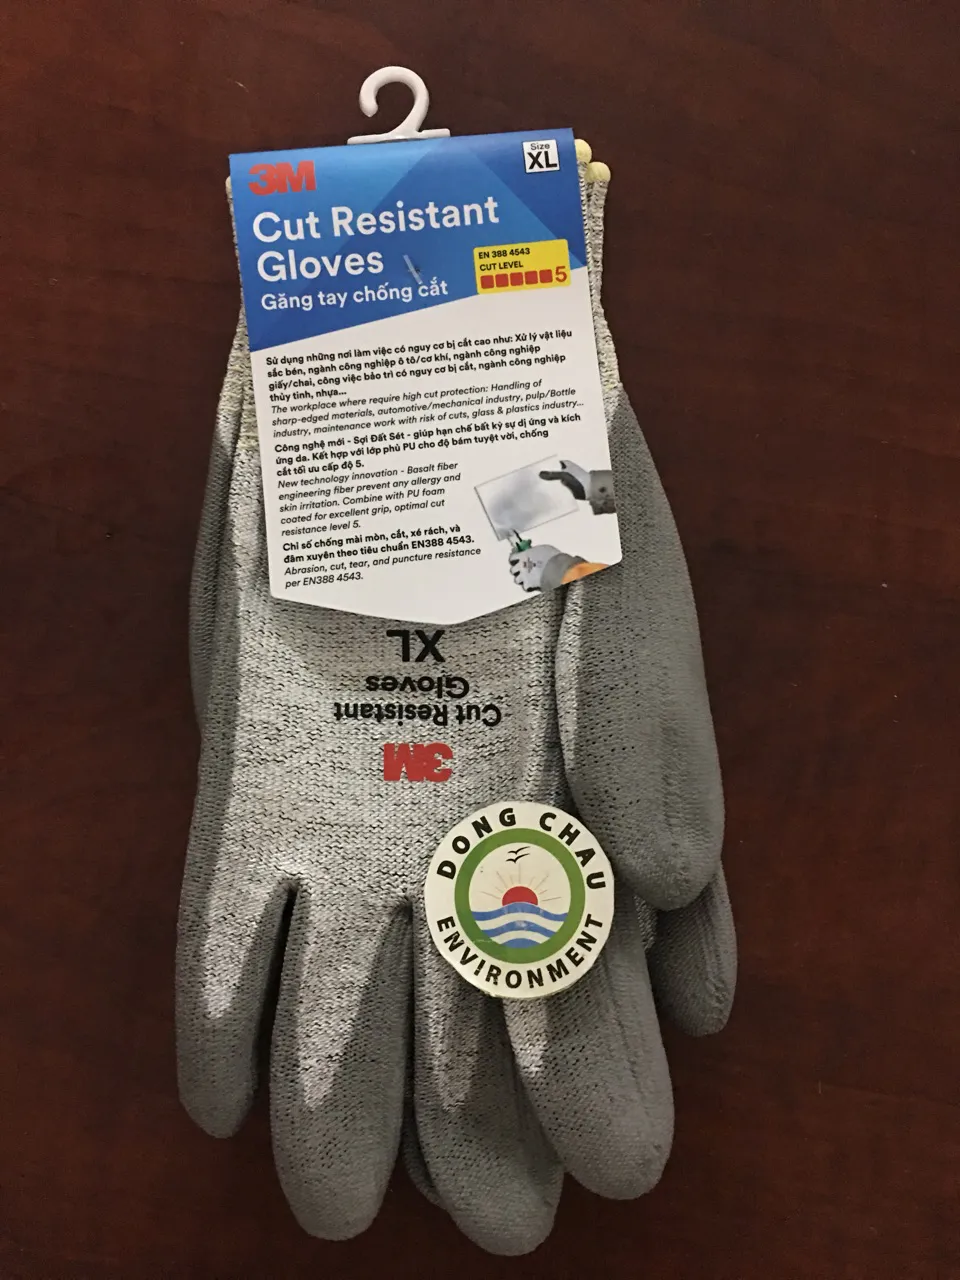 3M
Size
XL
Cut Resistant
Gloves
Găng tay chống cắt
EN 388 4543
CUT LEVEL
5
Sử dụng những nơi làm việc có nguy cơ bị cắt cao như: Xử lý vật liệu
sắc bén, ngành công nghiệp ô tô/cơ khí, ngành công nghiệp
giấy/chai, công việc bảo trì có nguy cơ bị cắt, ngành công nghiệp
thủy tinh, nhựa...
The workplace where require high cut protection: Handling of
sharp-edged materials, automotive/mechanical industry, pulp/Bottle
industry, maintenance work with risk of cuts, glass & plastics industry...
Công nghệ mới - Sợi Đất Sét - giúp hạn chế bất kỳ sự dị ứng và kích
ứng da. Kết hợp với lớp phủ PU cho độ bám tuyệt vời, chống
cắt tối ưu cấp độ 5.
New technology innovation - Basalt fiber
engineering fiber prevent any allergy and
skin irritation. Combine with PU foam
coated for excellent grip, optimal cut
resistance level 5.
Chỉ số chống mài mòn, cắt, xé rách, và
đâm xuyên theo tiêu chuẩn EN388 4543.
Abrasion, cut, tear, and puncture resistance
per EN388 4543.
3M
Cut Resistant
Gloves
XL
DONG CHAU
ENVIRONMENT